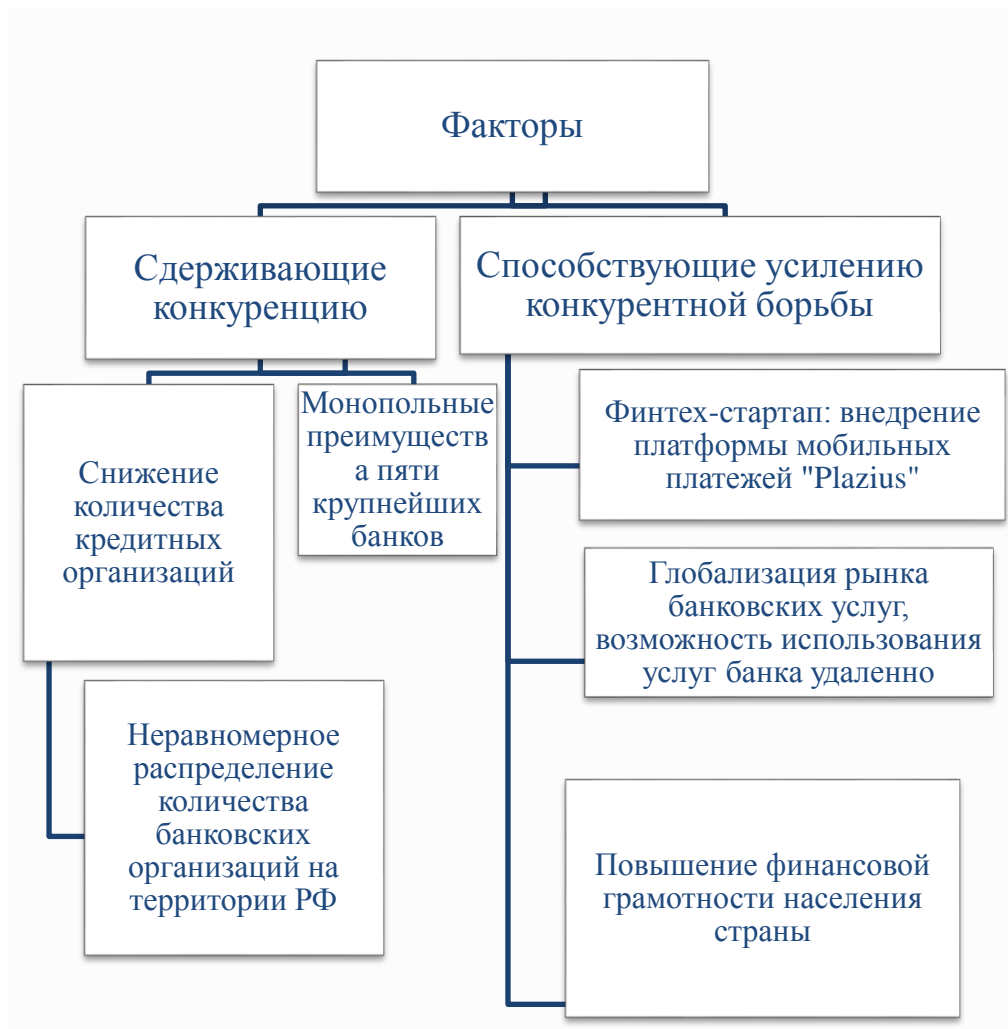 Факторы
Сдерживающие
конкуренцию
Способствующие усилению
конкурентной борьбы
Снижение
количества
кредитных
организаций
Монопольные
преимуществ
а пяти
крупнейших
банков
Неравномерное
распределение
количества
банковских
организаций на
территории РФ
Финтех-стартап: внедрение
платформы мобильных
платежей "Plazius"
Глобализация рынка
банковских услуг,
возможность использования
услуг банка удаленно
Повышение финансовой
грамотности населения
страны